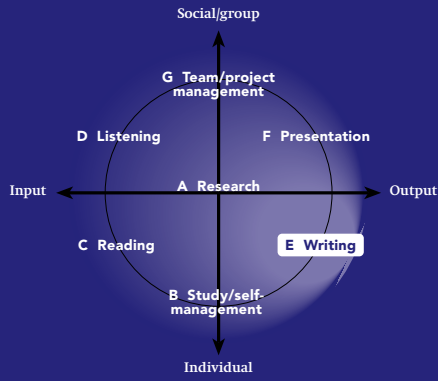 Social/group
G Team/project
management
D Listening
F Presentation
Input
A Research
Output
C Reading
E Writing
B Study/self-
management
Individual